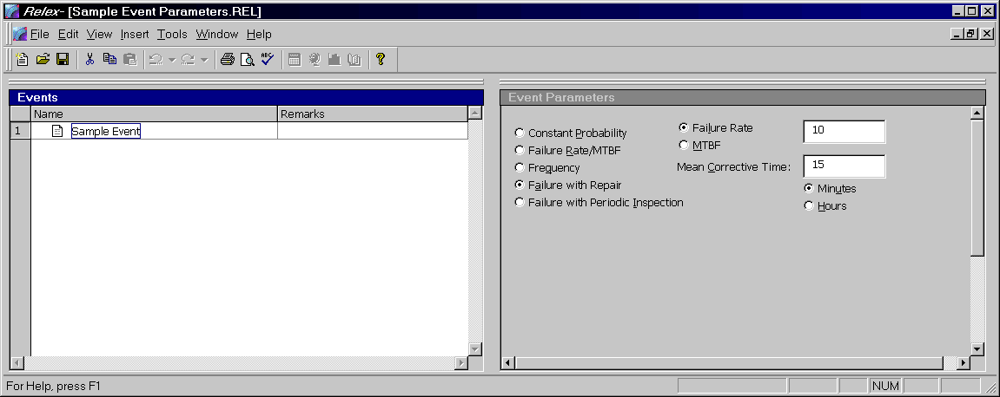 Relex- [Sample Event Parameters.REL]
File Edit View Insert Tools Window Help
ABC ?
Events
Name Remarks
1 Sample Event
Event Parameters
Constant Probability
Failure Rate/MTBF
Frequency
Failure with Repair
Failure with Periodic Inspection
Failure Rate 10
MTBF
Mean Corrective Time: 15
Minutes
Hours
For Help, press F1 NUM